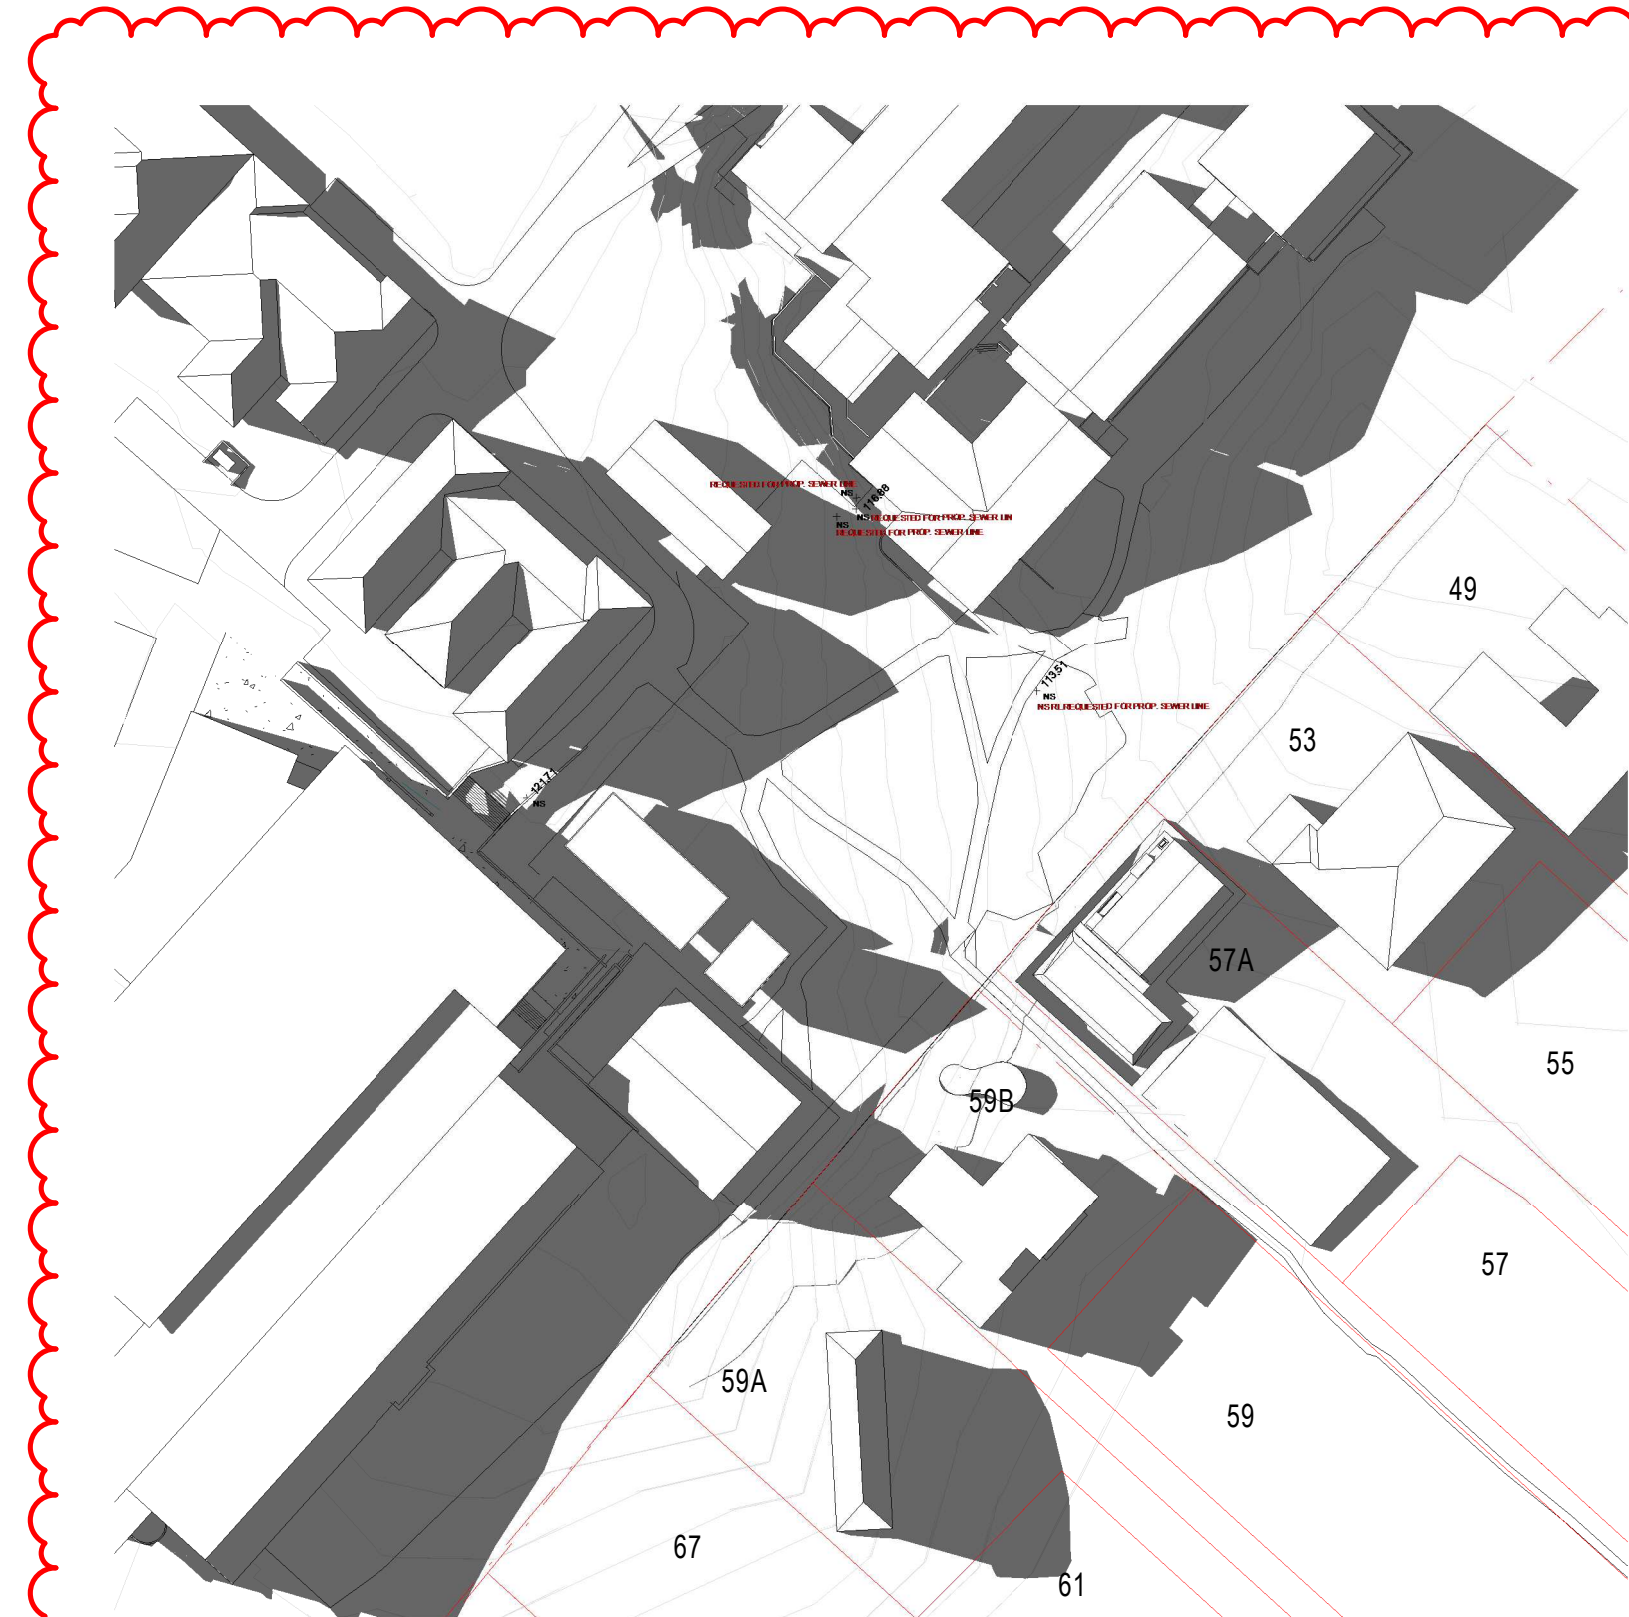 REQUESTED FOR PROP. SEWER LINE
NS
116.88
NS REQUESTED FOR PROP. SEWER LIN
NS
REQUESTED FOR PROP. SEWER LINE
49
113.51
NS
NS RL REQUESTED FOR PROP. SEWER LINE
53
121.71
NS
57A
55
59B
57
59A
59
67
61